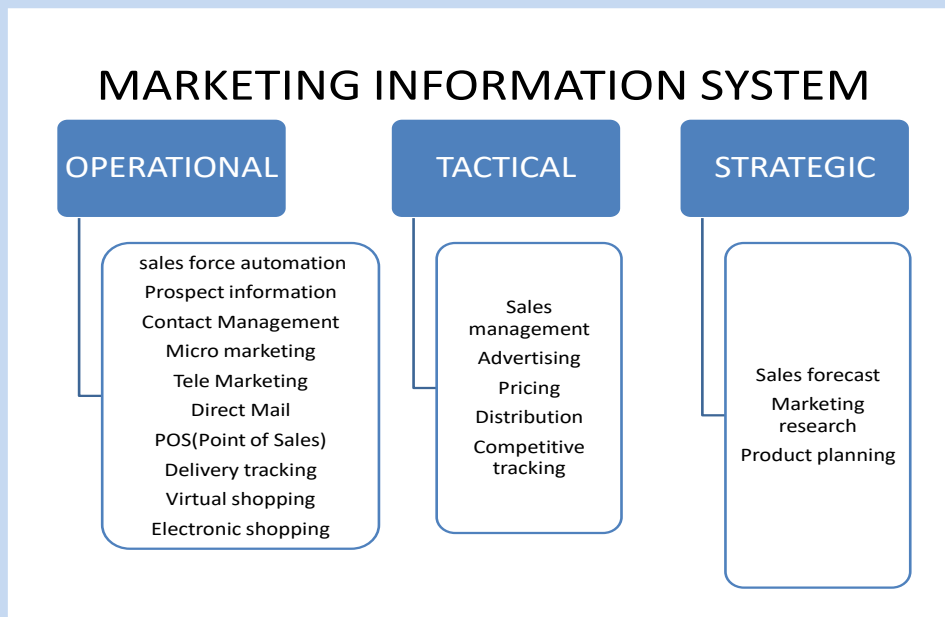 MARKETING INFORMATION SYSTEM
OPERATIONAL
sales force automation
Prospect information
Contact Management
Micro marketing
Tele Marketing
Direct Mail
POS(Point of Sales)
Delivery tracking
Virtual shopping
Electronic shopping
TACTICAL
Sales
management
Advertising
Pricing
Distribution
Competitive
tracking
STRATEGIC
Sales forecast
Marketing
research
Product planning